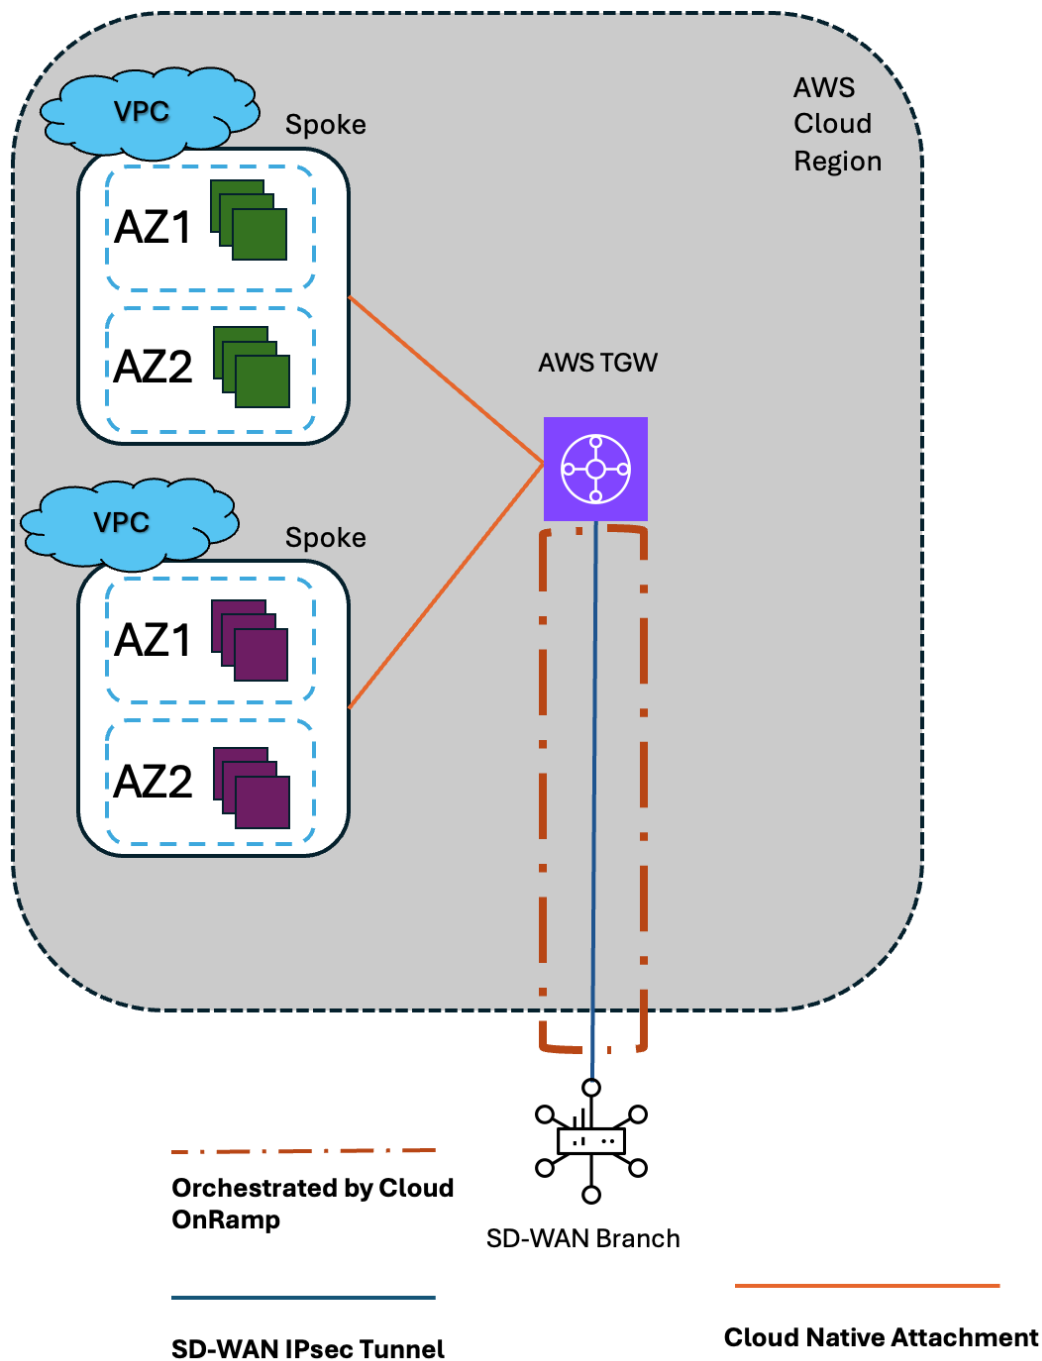 AWS
Cloud
Region
VPC
Spoke
AZ1
AZ2
AWS TGW
VPC
Spoke
AZ1
AZ2
Orchestrated by Cloud
OnRamp
SD-WAN Branch
SD-WAN IPsec Tunnel
Cloud Native Attachment